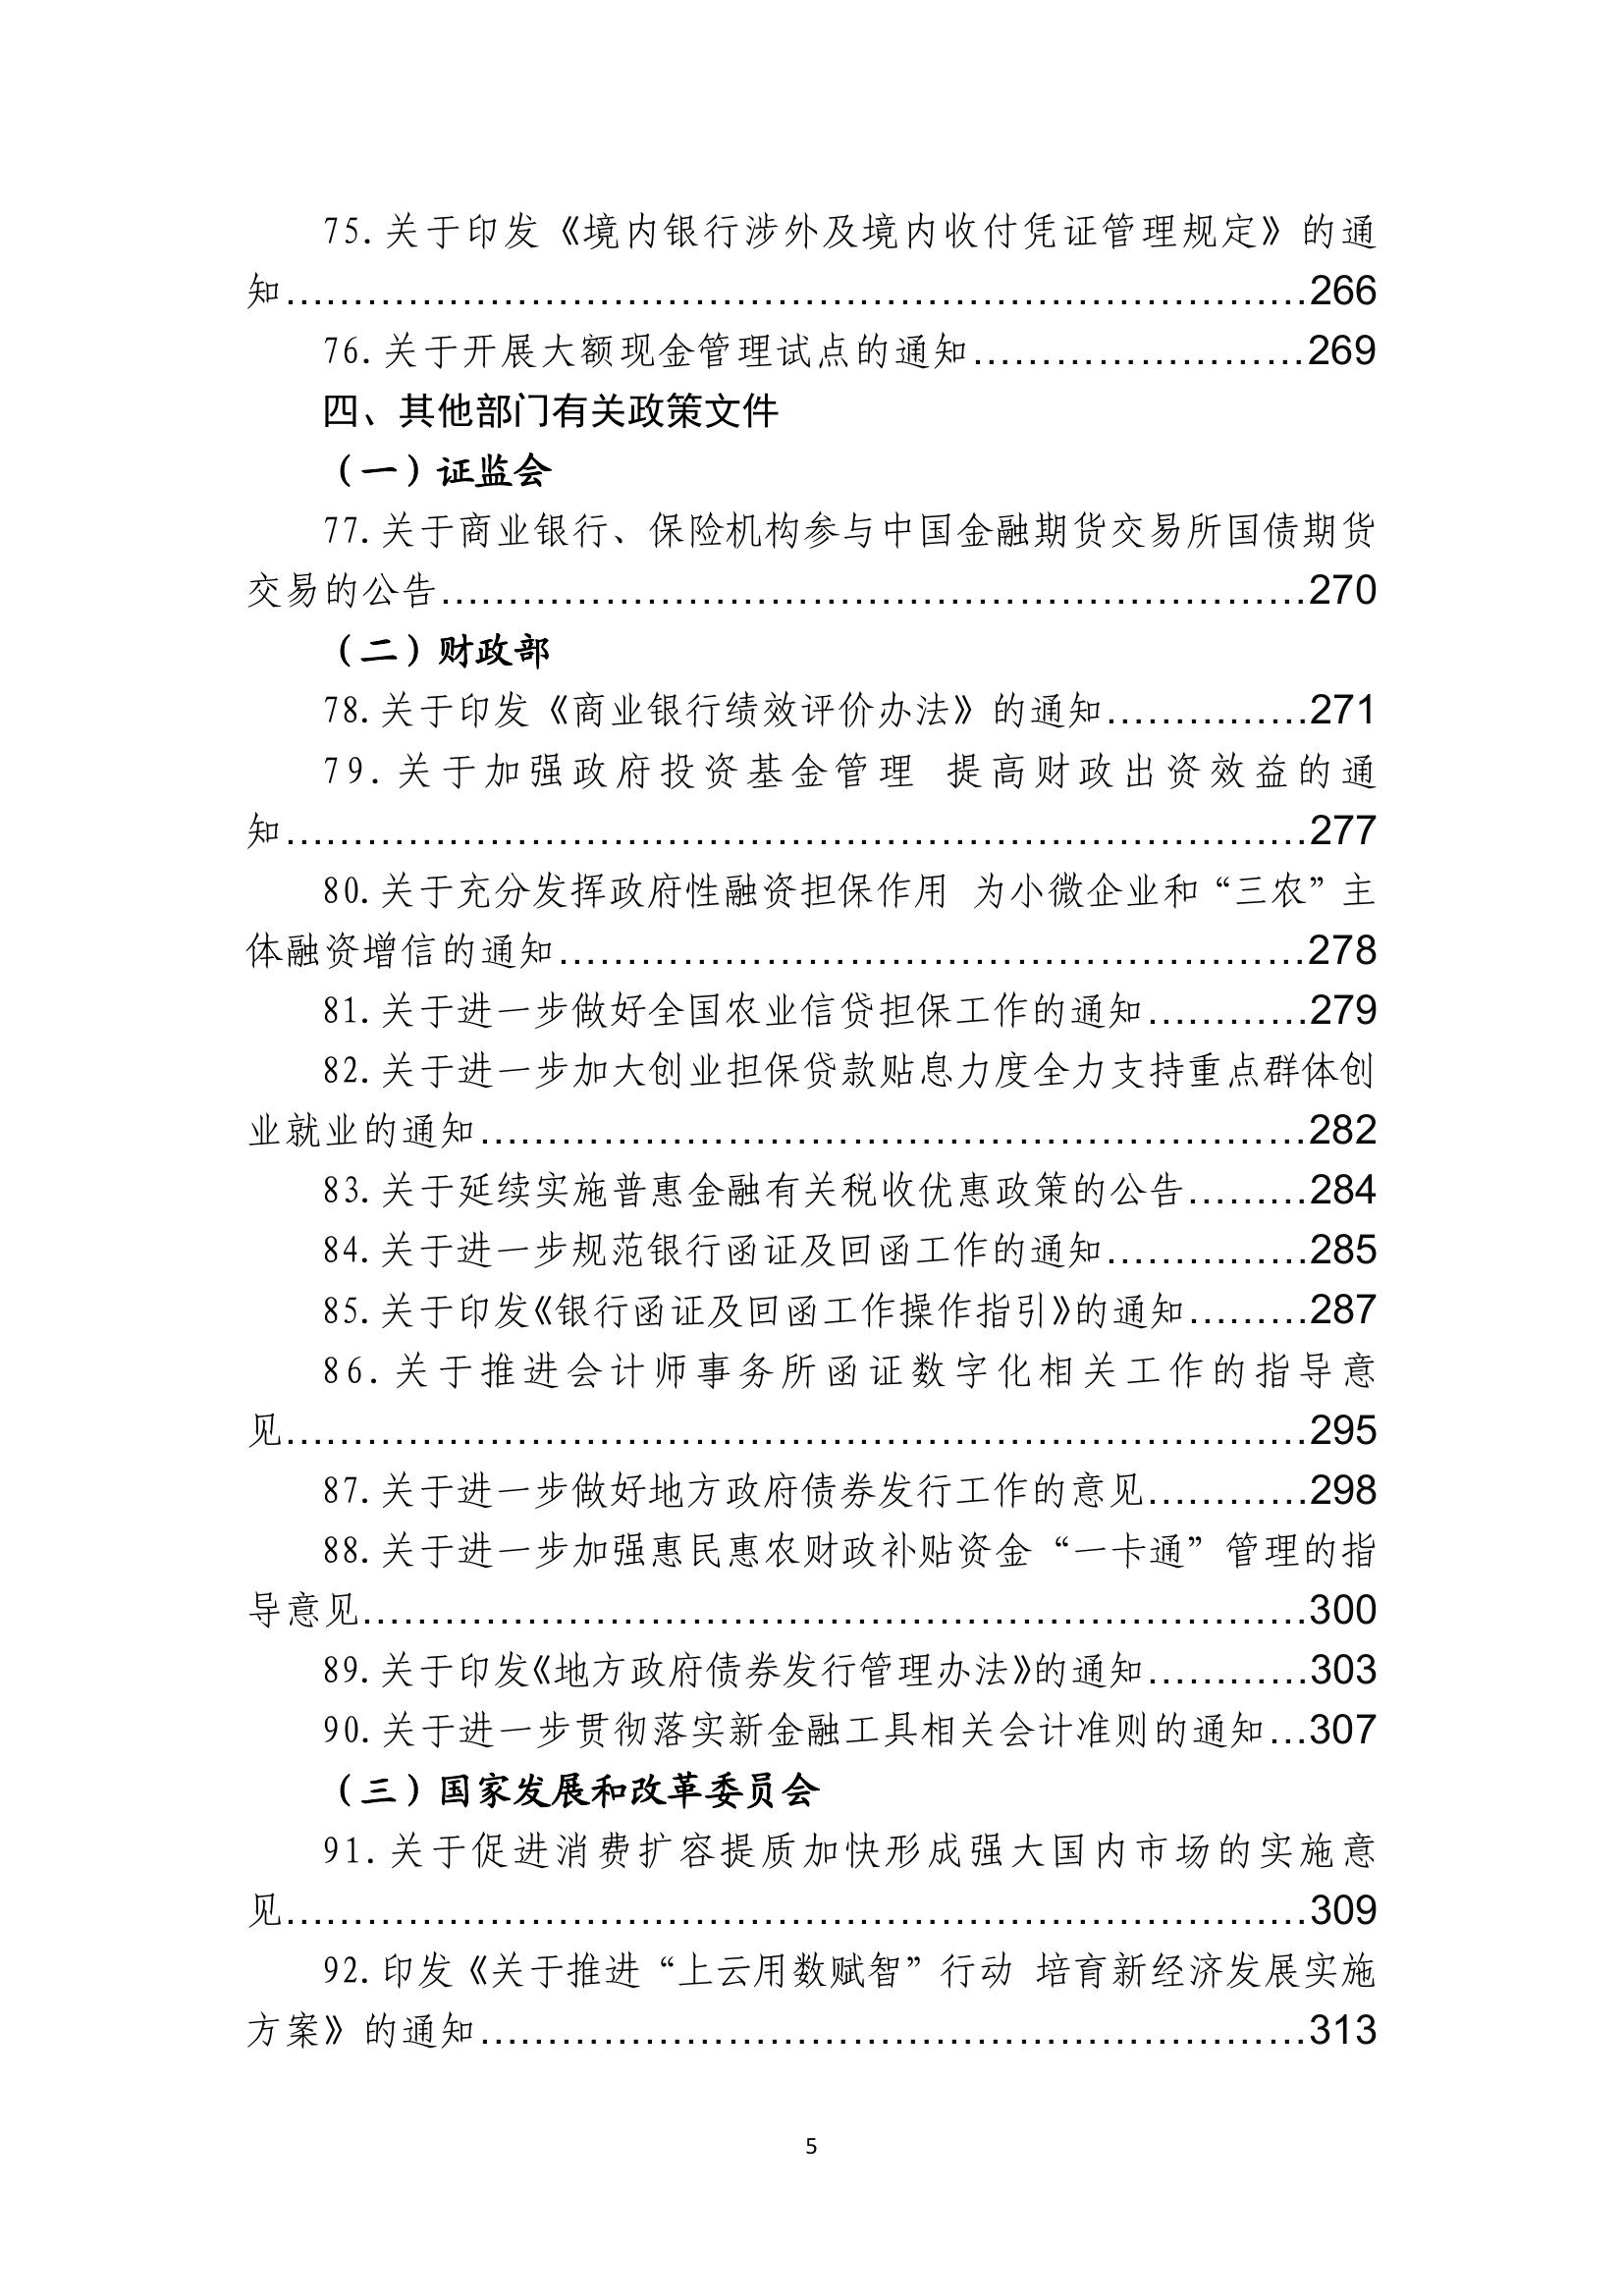 75.关于印发《境内银行涉外及境内收付凭证管理规定》的通
知……………………………………………………………………266
76.关于开展大额现金管理试点的通知……………………269
四、其他部门有关政策文件
（一）证监会
77.关于商业银行、保险机构参与中国金融期货交易所国债期货
交易的公告…………………………………………………………270
（二）财政部
78.关于印发《商业银行绩效评价办法》的通知……………271
79.关于加强政府投资基金管理 提高财政出资效益的通
知……………………………………………………………………277
80.关于充分发挥政府性融资担保作用 为小微企业和“三农”主
体融资增信的通知…………………………………………………278
81.关于进一步做好全国农业信贷担保工作的通知…………279
82.关于进一步加大创业担保贷款贴息力度全力支持重点群体创
业就业的通知………………………………………………………282
83.关于延续实施普惠金融有关税收优惠政策的公告………284
84.关于进一步规范银行函证及回函工作的通知……………285
85.关于印发《银行函证及回函工作操作指引》的通知………287
86.关于推进会计师事务所函证数字化相关工作的指导意
见……………………………………………………………………295
87.关于进一步做好地方政府债券发行工作的意见…………298
88.关于进一步加强惠民惠农财政补贴资金“一卡通”管理的指
导意见………………………………………………………………300
89.关于印发《地方政府债券发行管理办法》的通知…………303
90.关于进一步贯彻落实新金融工具相关会计准则的通知…307
（三）国家发展和改革委员会
91.关于促进消费扩容提质加快形成强大国内市场的实施意
见……………………………………………………………………309
92.印发《关于推进“上云用数赋智”行动 培育新经济发展实施
方案》的通知………………………………………………………313
5